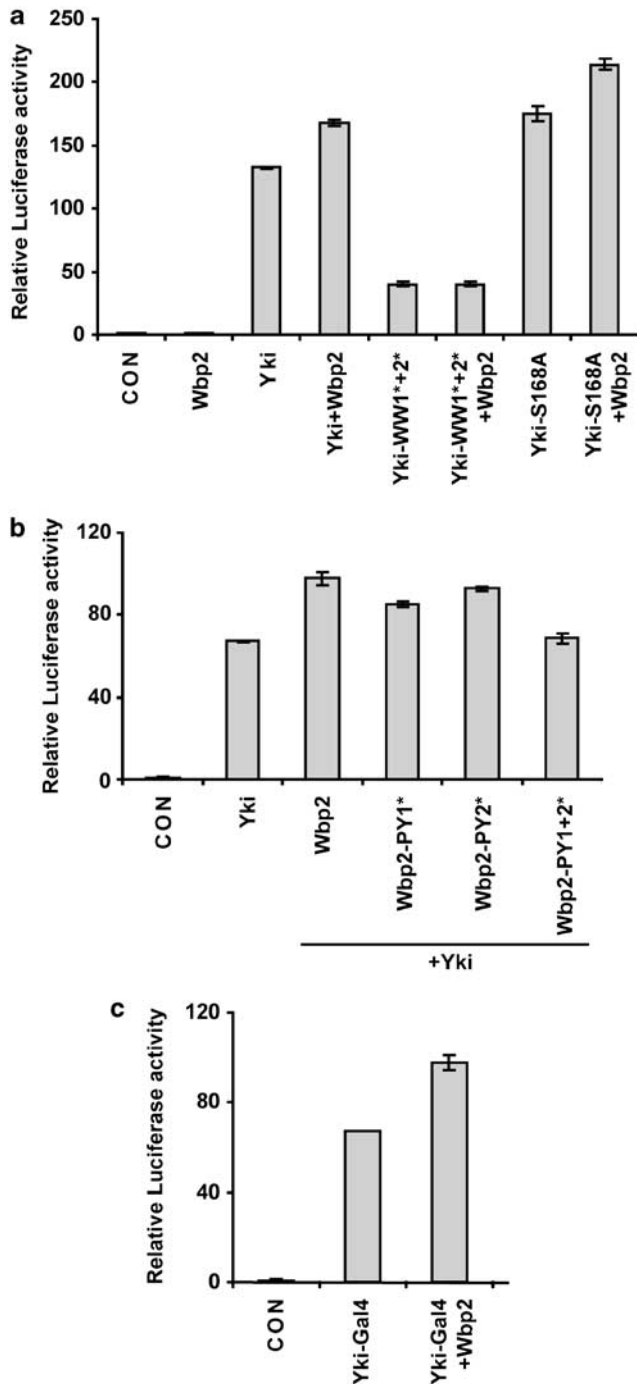 a
Relative Luciferase activity
250
200
150
100
50
0
CON
Wbp2
Yki
Yki+Wbp2
Yki-WW1*+2*
Yki-WW1*+2*
+Wbp2
Yki-S168A
Yki-S168A
+Wbp2
b
Relative Luciferase activity
120
80
40
0
CON
Yki
Wbp2
Wbp2-PY1*
Wbp2-PY2*
Wbp2-PY1+2*
+Yki
c
Relative Luciferase activity
120
80
40
0
CON
Yki-Gal4
Yki-Gal4
+Wbp2